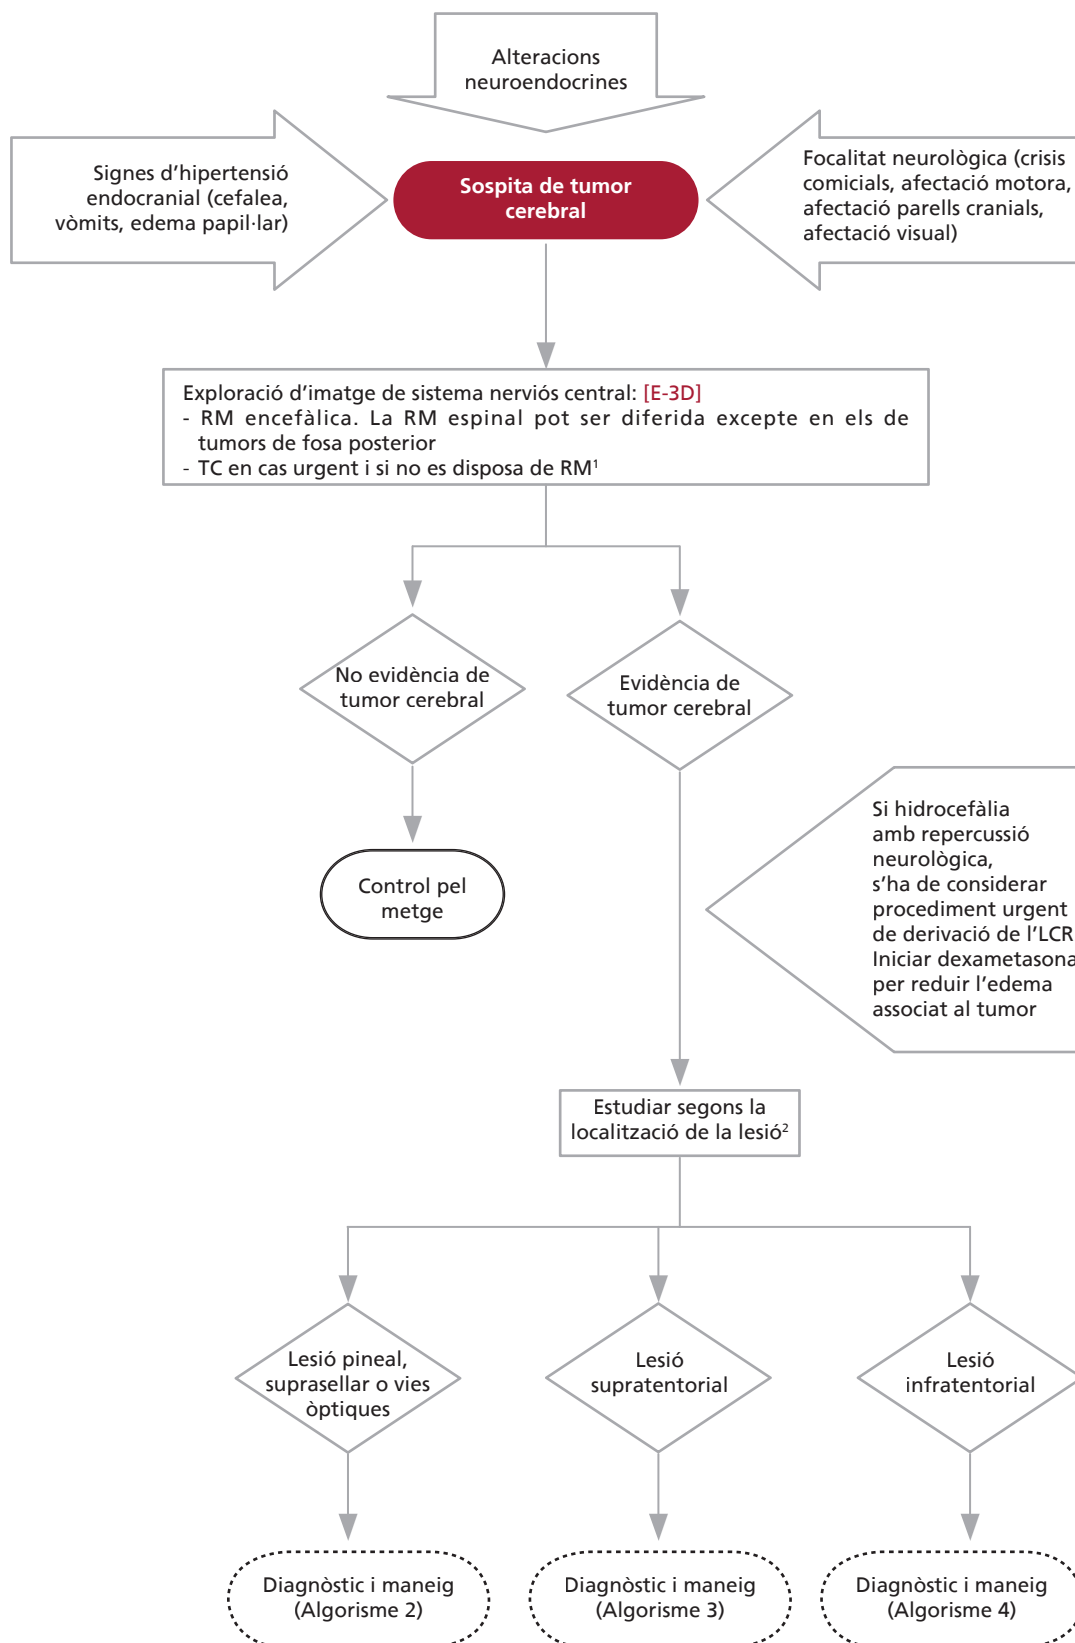 Alteracions
neuroendocrines
Signes d'hipertensió
endocranial (cefalea,
vòmits, edema papil·lar)
Sospita de tumor
cerebral
Focalitat neurològica (crisis
comicials, afectació motora,
afectació parells cranials,
afectació visual)
Exploració d'imatge de sistema nerviós central: [E-3D]
- RM encefàlica. La RM espinal pot ser diferida excepte en els de
tumors de fosa posterior
- TC en cas urgent i si no es disposa de RM¹
No evidència de
tumor cerebral
Evidència de
tumor cerebral
Control pel
metge
Si hidrocefàlia
amb repercussió
neurològica,
s'ha de considerar
procediment urgent
de derivació de l'LCR
Iniciar dexametasona
per reduir l'edema
associat al tumor
Estudiar segons la
localització de la lesió²
Lesió pineal,
suprasellar o vies
òptiques
Lesió
supratentorial
Lesió
infratentorial
Diagnòstic i maneig
(Algorisme 2)
Diagnòstic i maneig
(Algorisme 3)
Diagnòstic i maneig
(Algorisme 4)